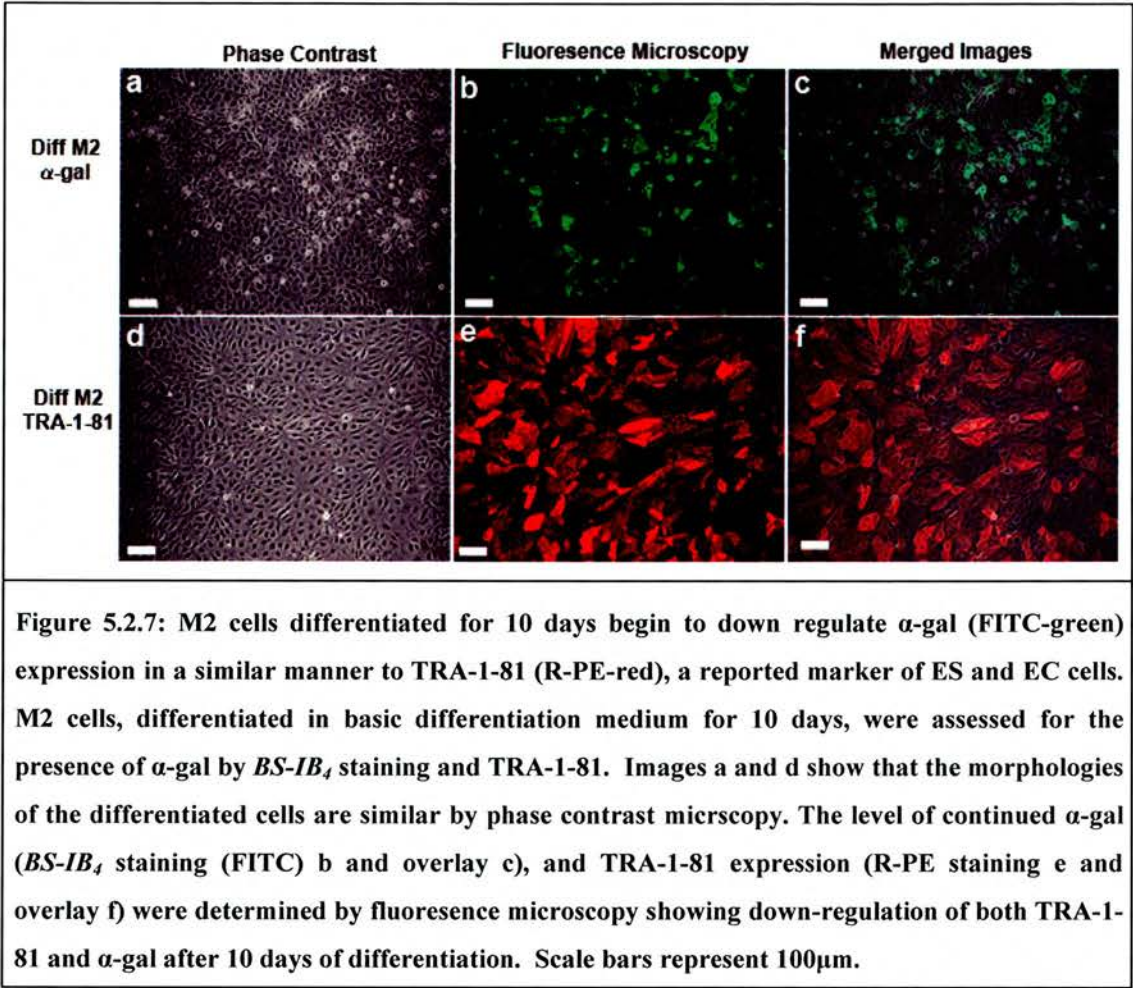 Phase Contrast Fluoresence Microscopy Merged Images
a b c
Diff M2
α-gal
d e f
Diff M2
TRA-1-81
Figure 5.2.7: M2 cells differentiated for 10 days begin to down regulate α-gal (FITC-green)
expression in a similar manner to TRA-1-81 (R-PE-red), a reported marker of ES and EC cells.
M2 cells, differentiated in basic differentiation medium for 10 days, were assessed for the
presence of α-gal by BS-IB₄ staining and TRA-1-81. Images a and d show that the morphologies
of the differentiated cells are similar by phase contrast micrscopy. The level of continued α-gal
(BS-IB₄ staining (FITC) b and overlay c), and TRA-1-81 expression (R-PE staining e and
overlay f) were determined by fluoresence microscopy showing down-regulation of both TRA-1-
81 and α-gal after 10 days of differentiation. Scale bars represent 100μm.